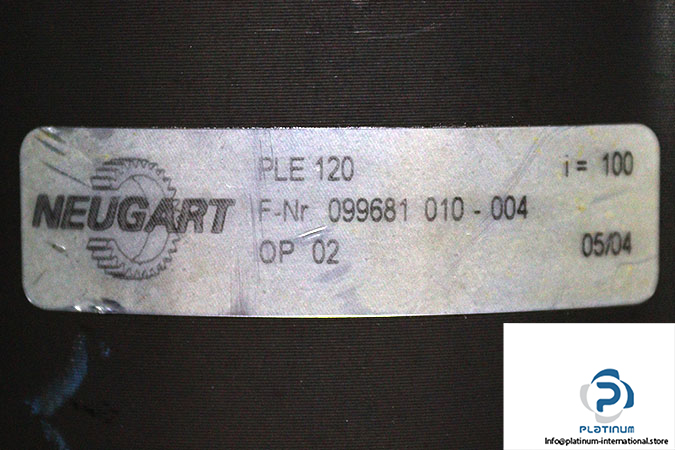 NEUGART
PLE 120 i = 100
F-Nr 099681 010 - 004
OP 02 05/04
PLATINUM
Info@platinum-international.store